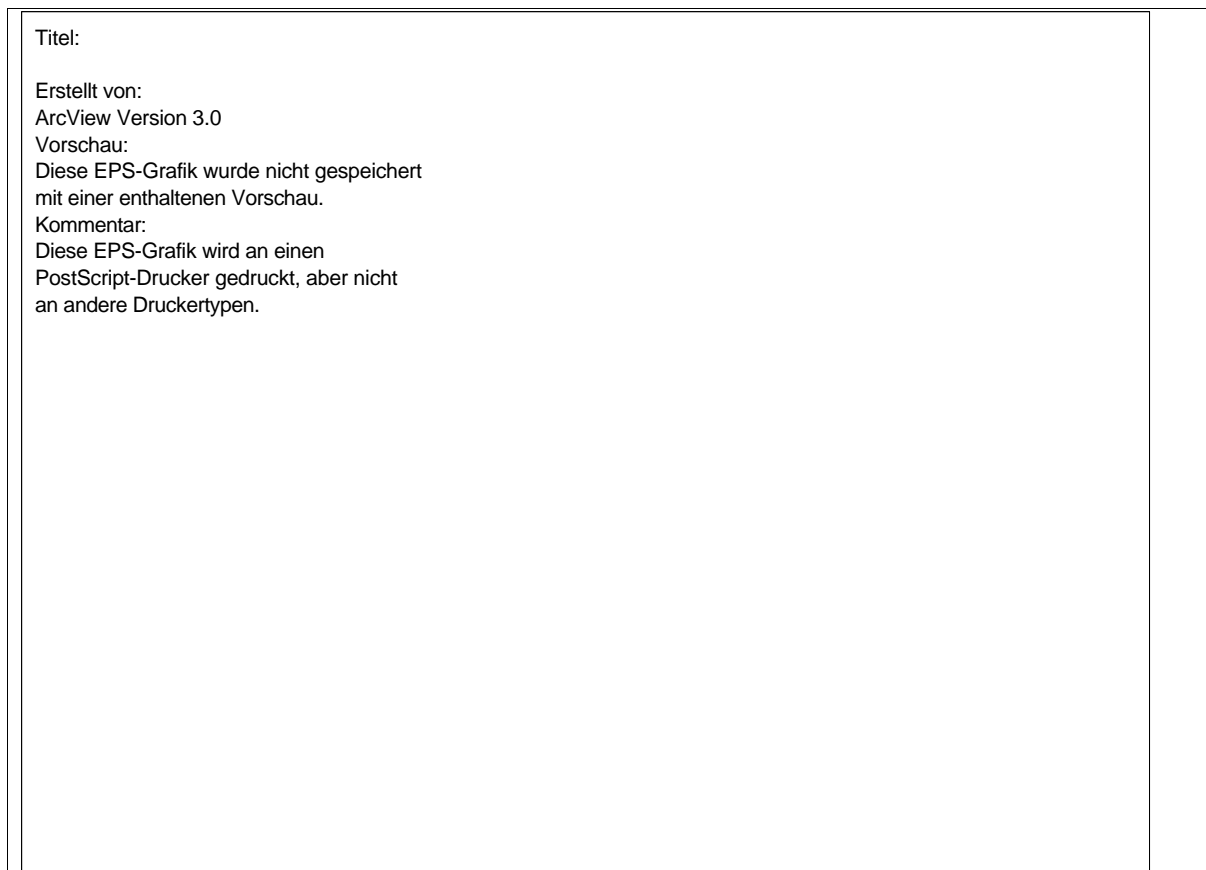 Titel:
Erstellt von:
ArcView Version 3.0
Vorschau:
Diese EPS-Grafik wurde nicht gespeichert
mit einer enthaltenen Vorschau.
Kommentar:
Diese EPS-Grafik wird an einen
PostScript-Drucker gedruckt, aber nicht
an andere Druckertypen.